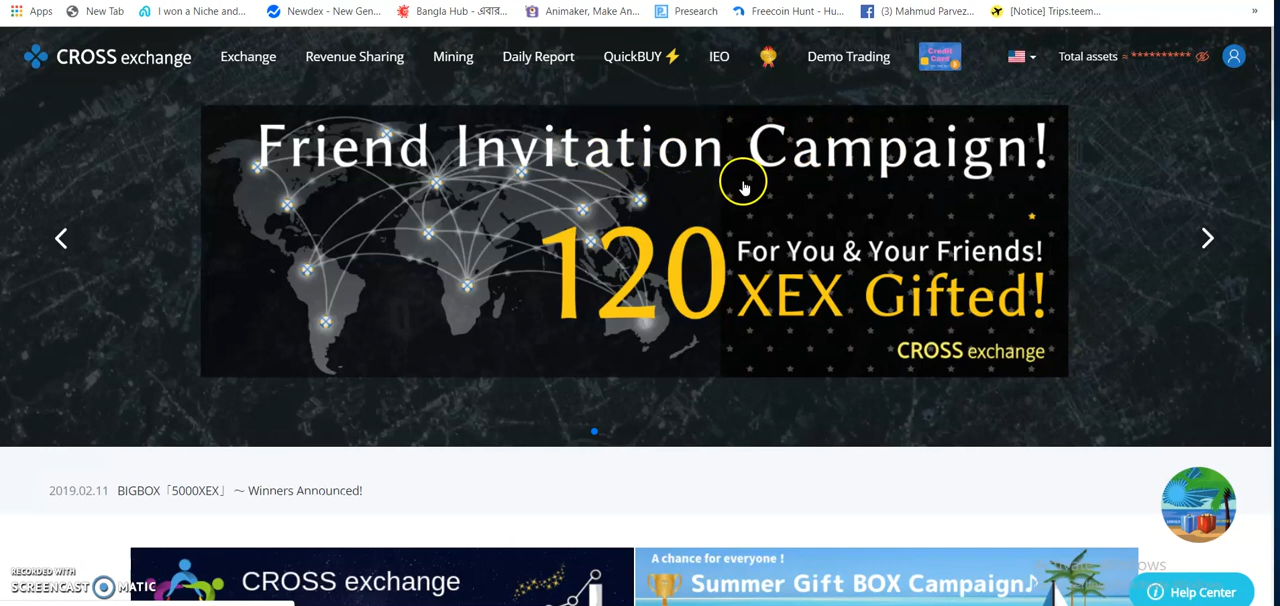 Apps New Tab I won a Niche and... Newdex - New Gen... Bangla Hub - এবার... Animaker, Make An... Presearch Freecoin Hunt - Hu... (3) Mahmud Parvez... [Notice] Trips.teem... »
CROSS exchange Exchange Revenue Sharing Mining Daily Report QuickBUY IEO Demo Trading Credit Card Total assets ≈ **********
Friend Invitation Campaign!
120 For You & Your Friends!
XEX Gifted!
CROSS exchange
2019.02.11 BIGBOX「5000XEX」 ～ Winners Announced!
A chance for everyone !
CROSS exchange
Summer Gift BOX Campaign♪
RECORDED WITH
SCREENCAST MATIC
Help Center